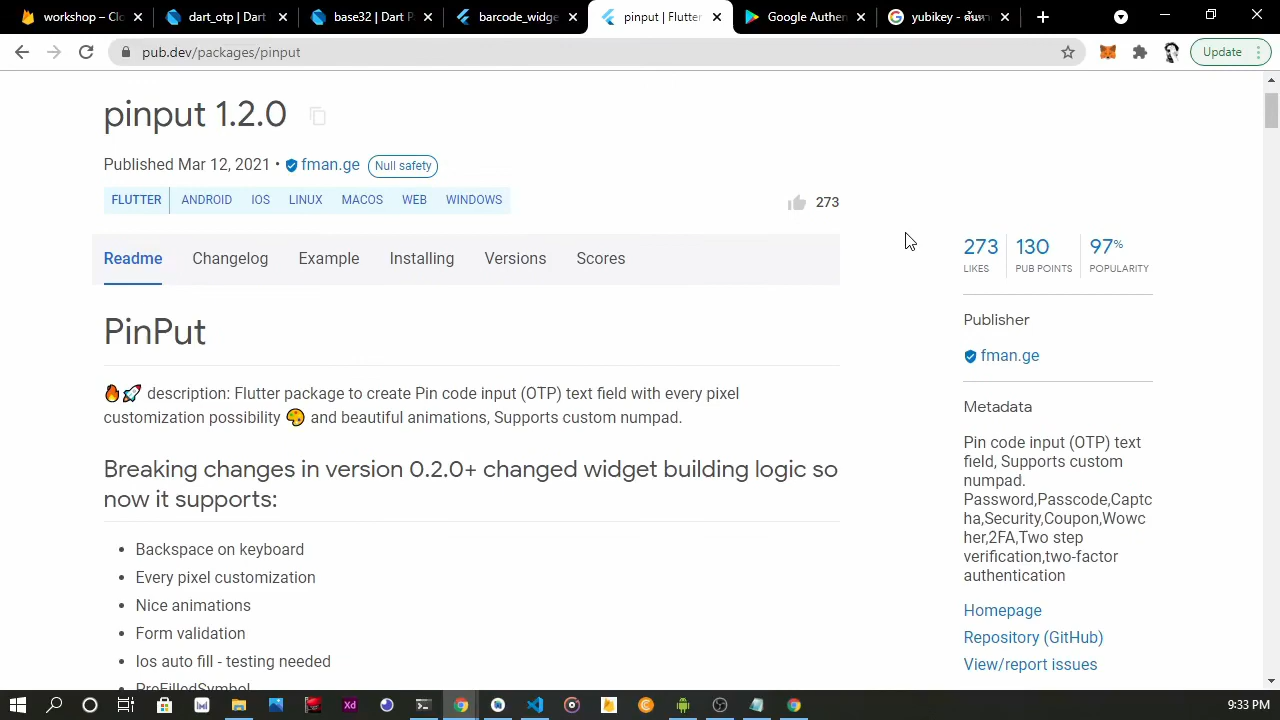 workshop – Clo
dart_otp | Dart
base32 | Dart P
barcode_widge
pinput | Flutter
Google Authen
yubikey - ค้นหา
pub.dev/packages/pinput
Update
pinput 1.2.0
Published Mar 12, 2021 • fman.ge Null safety
FLUTTER ANDROID IOS LINUX MACOS WEB WINDOWS
273
Readme Changelog Example Installing Versions Scores
273 130 97%
LIKES PUB POINTS POPULARITY
PinPut
🔥🚀 description: Flutter package to create Pin code input (OTP) text field with every pixel
customization possibility 🎨 and beautiful animations, Supports custom numpad.
Breaking changes in version 0.2.0+ changed widget building logic so
now it supports:
• Backspace on keyboard
• Every pixel customization
• Nice animations
• Form validation
• Ios auto fill - testing needed
• PreFilledSymbol
Publisher
fman.ge
Metadata
Pin code input (OTP) text
field, Supports custom
numpad.
Password,Passcode,Captc
ha,Security,Coupon,Wowc
her,2FA,Two step
verification,two-factor
authentication
Homepage
Repository (GitHub)
View/report issues
Xd
9:33 PM